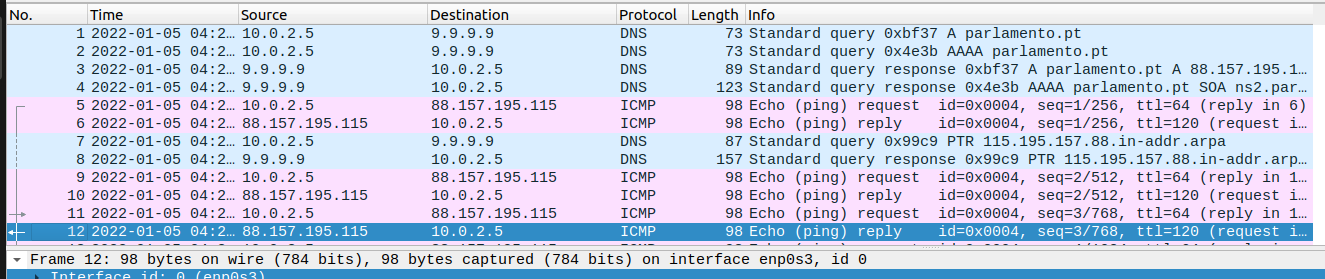 No. Time Source Destination Protocol Length Info
1 2022-01-05 04:2… 10.0.2.5 9.9.9.9 DNS 73 Standard query 0xbf37 A parlamento.pt
2 2022-01-05 04:2… 10.0.2.5 9.9.9.9 DNS 73 Standard query 0x4e3b AAAA parlamento.pt
3 2022-01-05 04:2… 9.9.9.9 10.0.2.5 DNS 89 Standard query response 0xbf37 A parlamento.pt A 88.157.195.1…
4 2022-01-05 04:2… 9.9.9.9 10.0.2.5 DNS 123 Standard query response 0x4e3b AAAA parlamento.pt SOA ns2.par…
5 2022-01-05 04:2… 10.0.2.5 88.157.195.115 ICMP 98 Echo (ping) request id=0x0004, seq=1/256, ttl=64 (reply in 6)
6 2022-01-05 04:2… 88.157.195.115 10.0.2.5 ICMP 98 Echo (ping) reply id=0x0004, seq=1/256, ttl=120 (request i…
7 2022-01-05 04:2… 10.0.2.5 9.9.9.9 DNS 87 Standard query 0x99c9 PTR 115.195.157.88.in-addr.arpa
8 2022-01-05 04:2… 9.9.9.9 10.0.2.5 DNS 157 Standard query response 0x99c9 PTR 115.195.157.88.in-addr.arp…
9 2022-01-05 04:2… 10.0.2.5 88.157.195.115 ICMP 98 Echo (ping) request id=0x0004, seq=2/512, ttl=64 (reply in 1…
10 2022-01-05 04:2… 88.157.195.115 10.0.2.5 ICMP 98 Echo (ping) reply id=0x0004, seq=2/512, ttl=120 (request i…
11 2022-01-05 04:2… 10.0.2.5 88.157.195.115 ICMP 98 Echo (ping) request id=0x0004, seq=3/768, ttl=64 (reply in 1…
12 2022-01-05 04:2… 88.157.195.115 10.0.2.5 ICMP 98 Echo (ping) reply id=0x0004, seq=3/768, ttl=120 (request i…
Frame 12: 98 bytes on wire (784 bits), 98 bytes captured (784 bits) on interface enp0s3, id 0
Interface id: 0 (enp0s3)